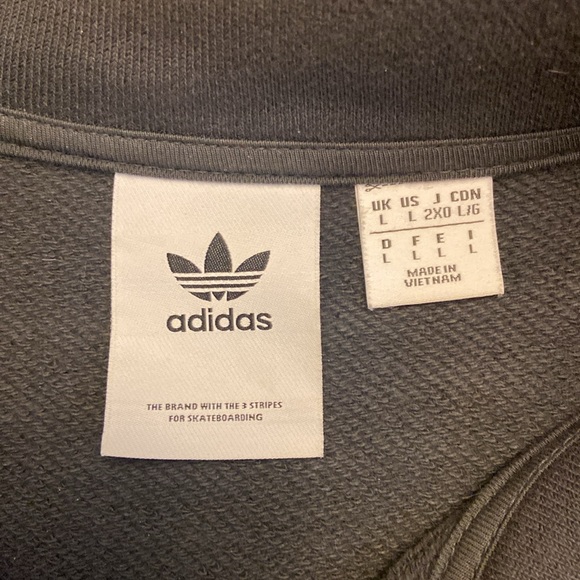 adidas
THE BRAND WITH THE 3 STRIPES
FOR SKATEBOARDING
UK US J CDN
L L 2XO L/G
D F E I
L L L L
MADE IN
VIETNAM